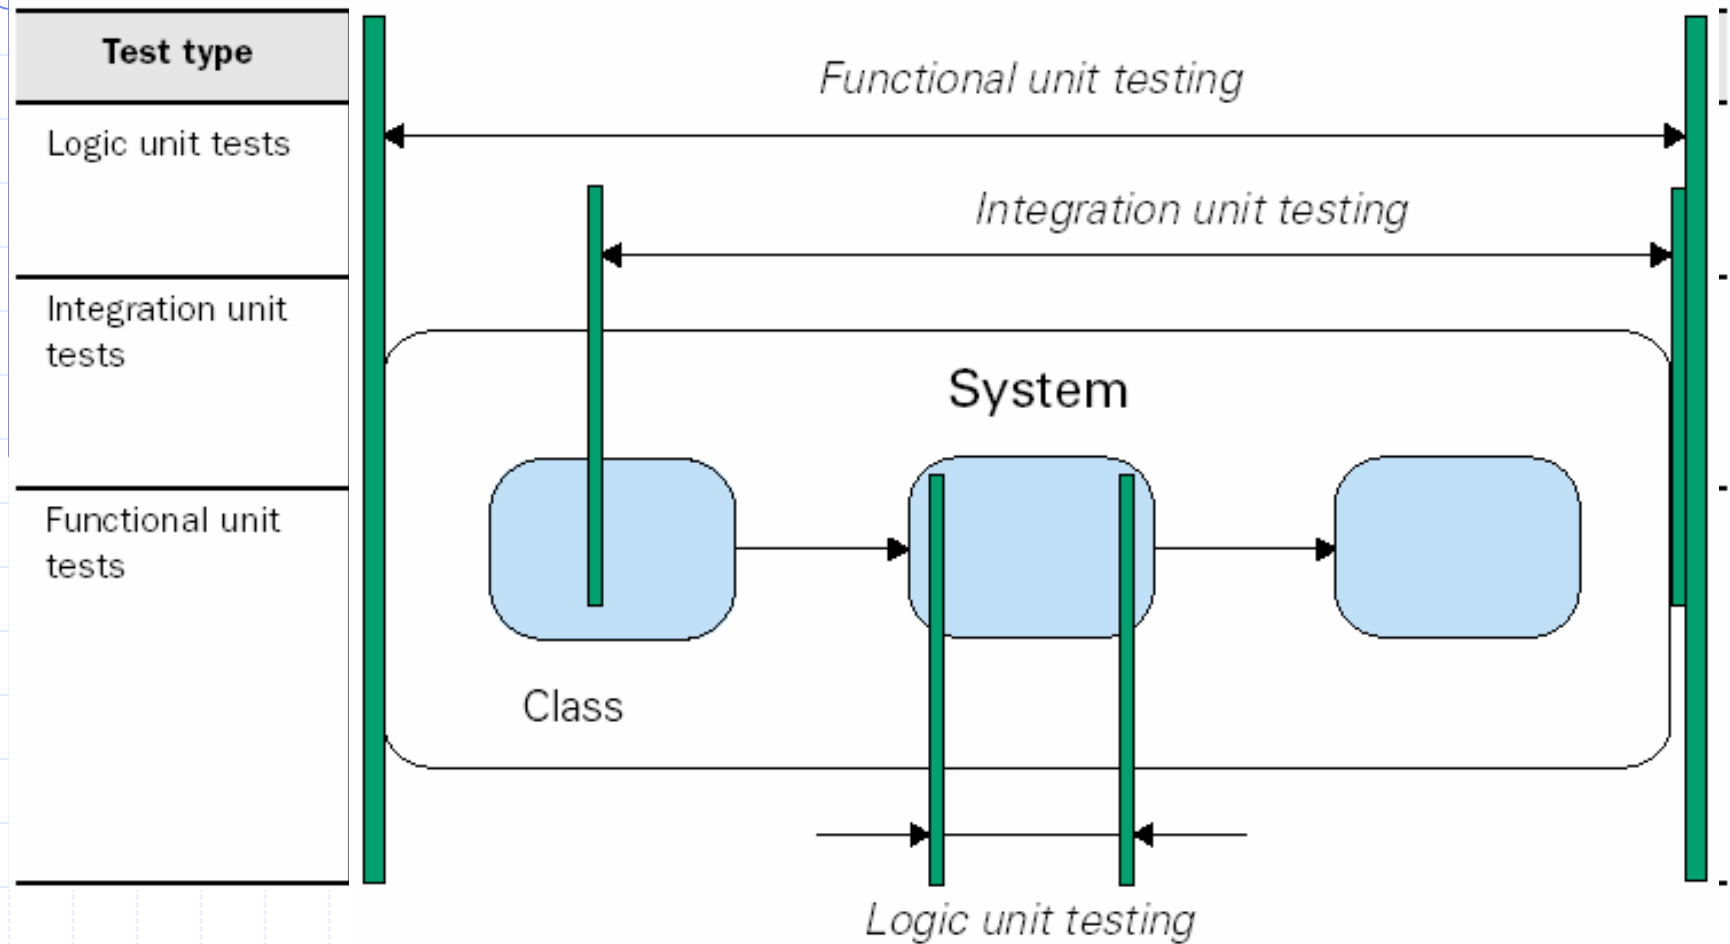 Test type
Logic unit tests
Integration unit
tests
Functional unit
tests
Functional unit testing
Integration unit testing
System
Class
Logic unit testing